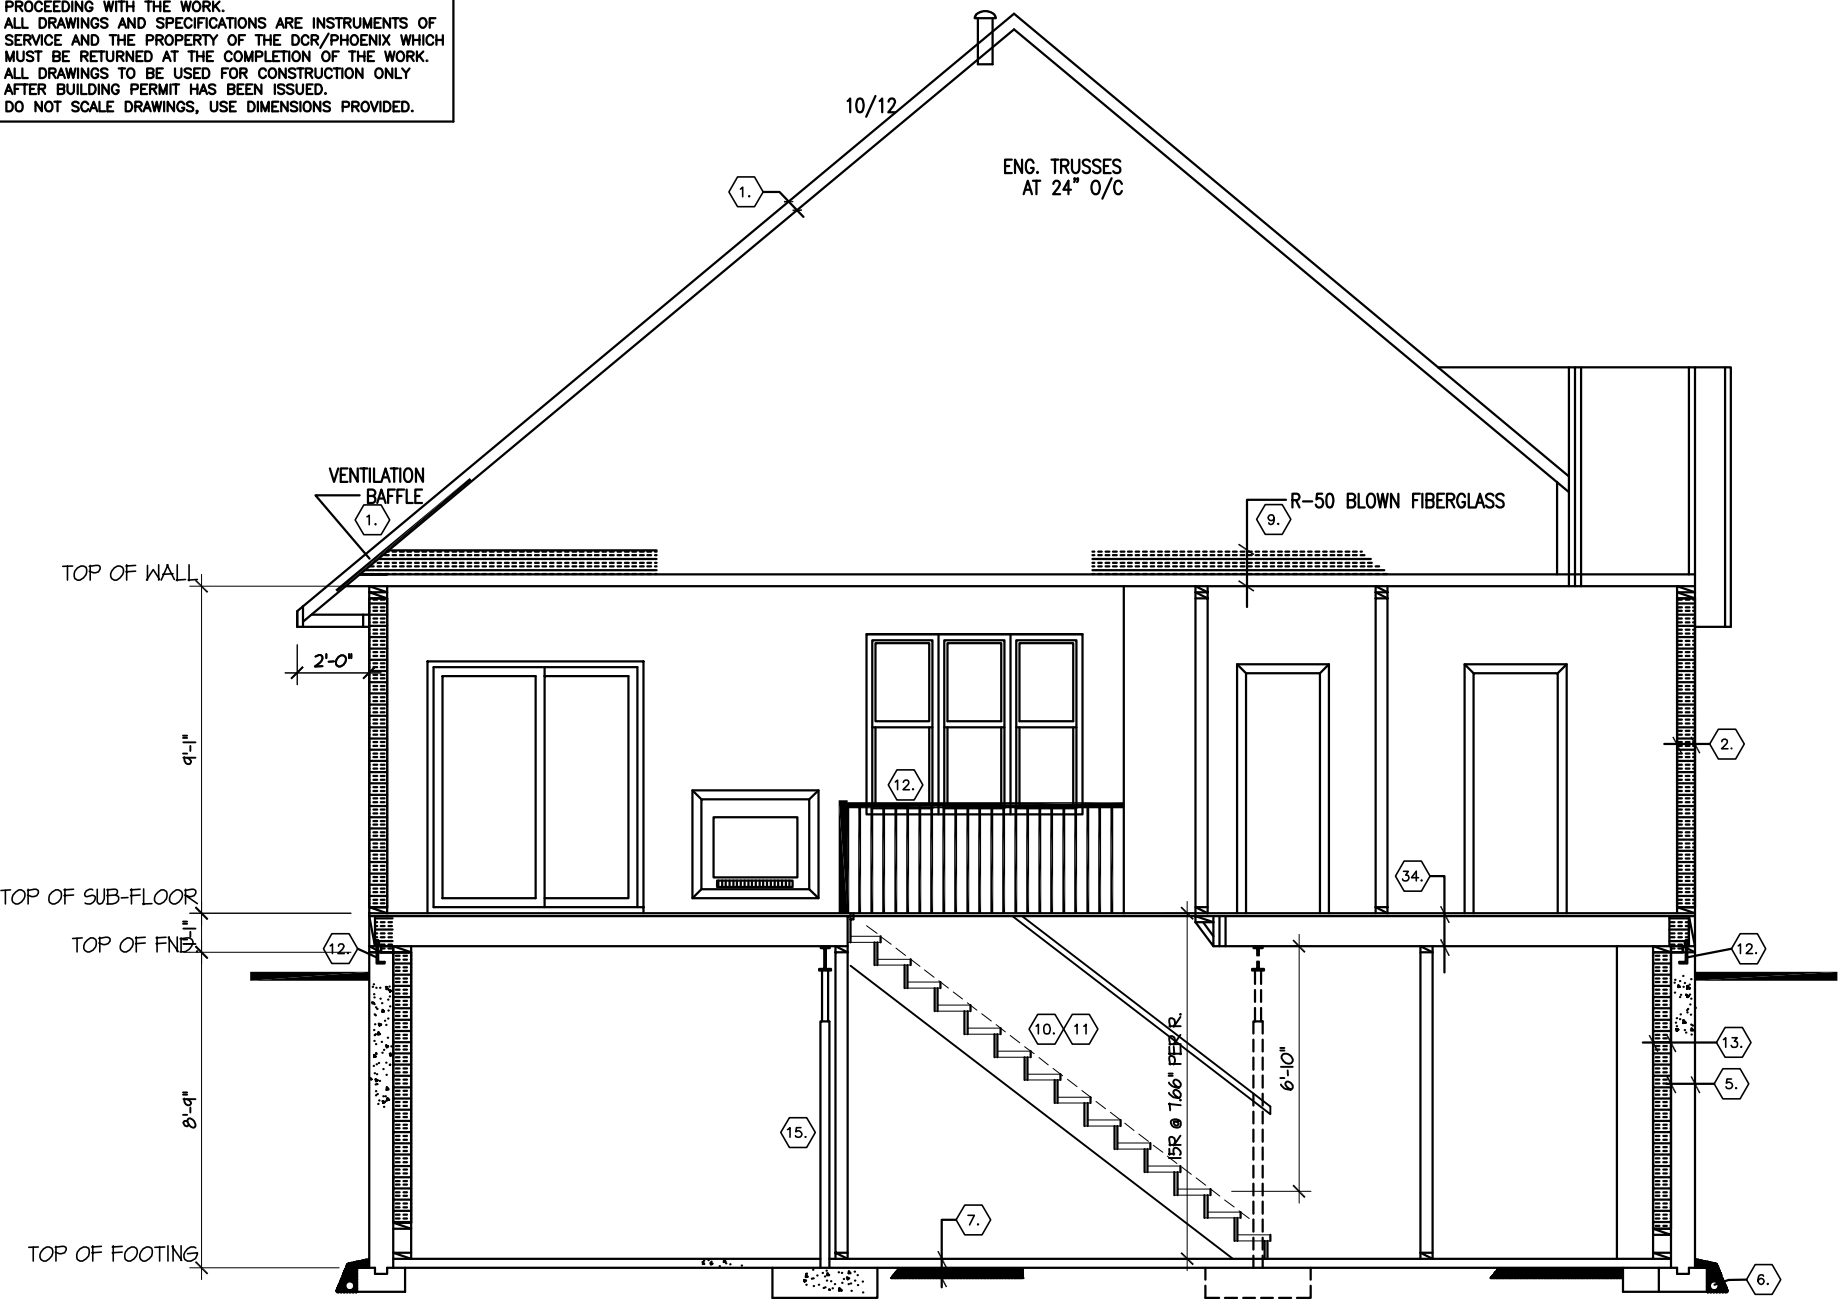 PROCEEDING WITH THE WORK.
ALL DRAWINGS AND SPECIFICATIONS ARE INSTRUMENTS OF
SERVICE AND THE PROPERTY OF THE DCR/PHOENIX WHICH
MUST BE RETURNED AT THE COMPLETION OF THE WORK.
ALL DRAWINGS TO BE USED FOR CONSTRUCTION ONLY
AFTER BUILDING PERMIT HAS BEEN ISSUED.
DO NOT SCALE DRAWINGS, USE DIMENSIONS PROVIDED.
10/12
ENG. TRUSSES
AT 24" O/C
1.
VENTILATION
BAFFLE
1.
R-50 BLOWN FIBERGLASS
9.
TOP OF WALL
2'-0"
9'-1"
2.
12.
34.
TOP OF SUB-FLOOR
1'-1"
TOP OF FND.
12.
12.
10.
11
15R @ 7.66" PER R.
6'-10"
13.
5.
8'-9"
15.
7.
TOP OF FOOTING
6.